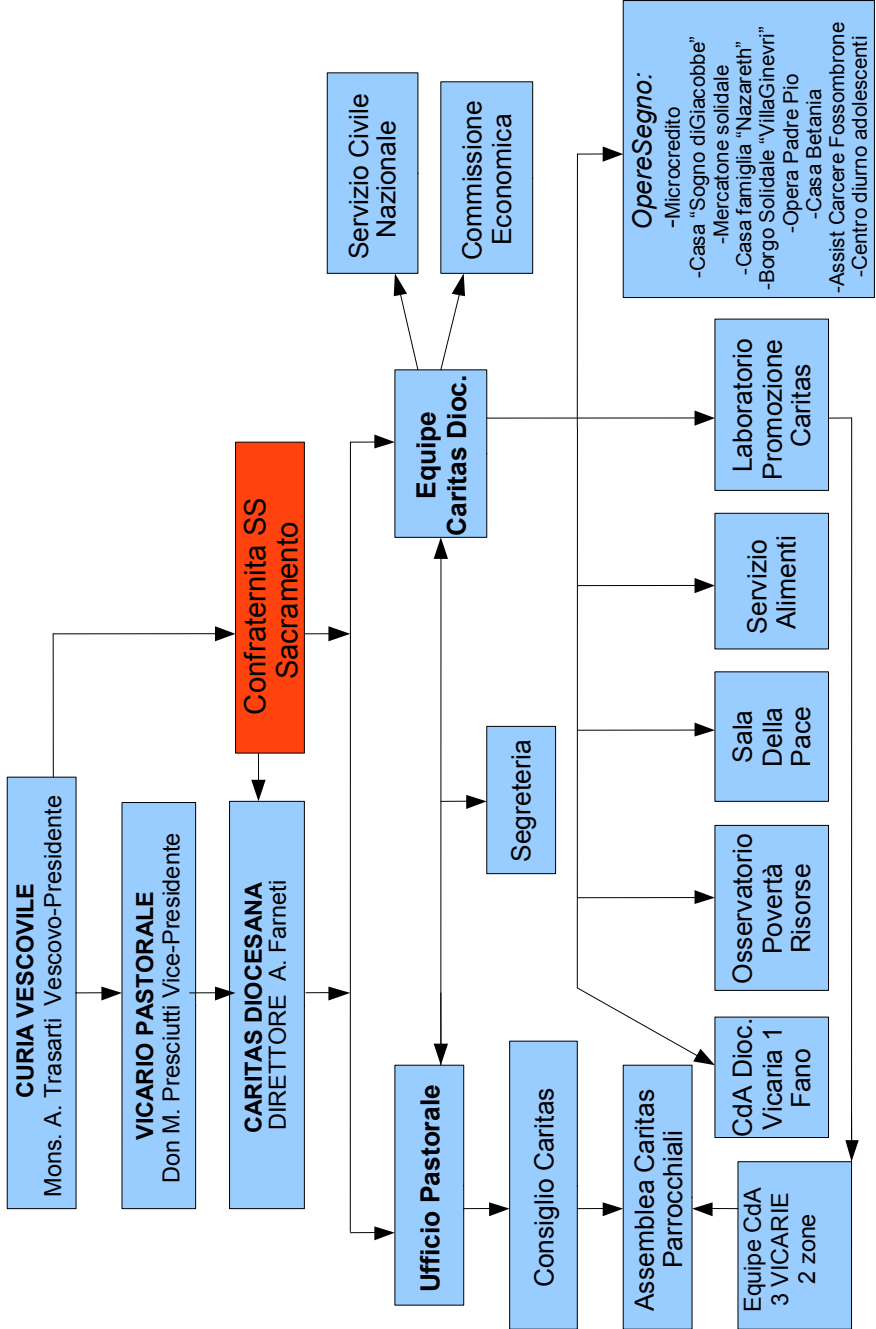 CURIA VESCOVILE
Mons. A. Trasarti  Vescovo-Presidente
VICARIO PASTORALE
Don M. Presciutti Vice-Presidente
CARITAS DIOCESANA
DIRETTORE  A. Farneti
Confraternita SS
Sacramento
Ufficio Pastorale
Segreteria
Equipe
Caritas Dioc.
Servizio Civile
Nazionale
Commissione
Economica
Consiglio Caritas
Assemblea Caritas
Parrocchiali
Equipe CdA
3 VICARIE
2 zone
CdA Dioc.
Vicaria 1
Fano
Osservatorio
Povertà
Risorse
Sala
Della
Pace
Servizio
Alimenti
Laboratorio
Promozione
Caritas
OpereSegno:
-Microcredito
-Casa “Sogno diGiacobbe”
-Mercatone solidale
-Casa famiglia “Nazareth”
-Borgo Solidale “VillaGinevri”
-Opera Padre Pio
-Casa Betania
-Assist Carcere Fossombrone
-Centro diurno adolescenti